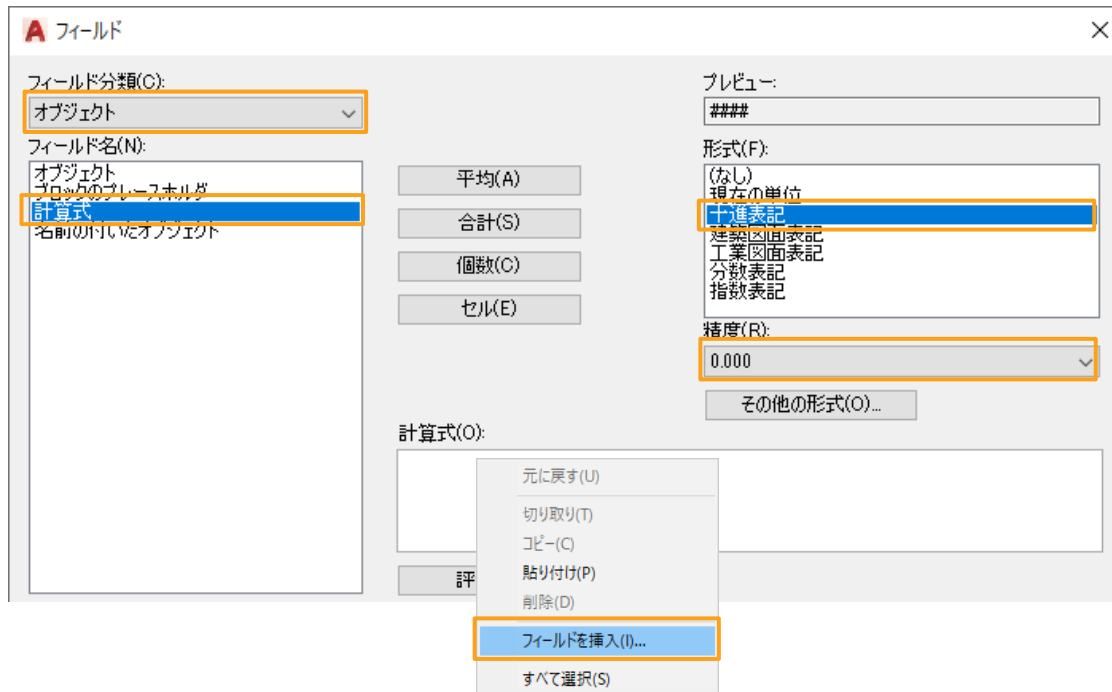 フィールド
フィールド分類(C):
オブジェクト
フィールド名(N):
オブジェクト
ブロックのプレースホルダ
計算式
名前の付いたオブジェクト
平均(A)
合計(S)
個数(C)
セル(E)
プレビュー:
####
形式(F):
(なし)
現在の単位
十進表記
建築図面表記
工業図面表記
分数表記
指数表記
精度(R):
0.000
その他の形式(O)...
計算式(O):
評
元に戻す(U)
切り取り(T)
コピー(C)
貼り付け(P)
削除(D)
フィールドを挿入(I)...
すべて選択(S)